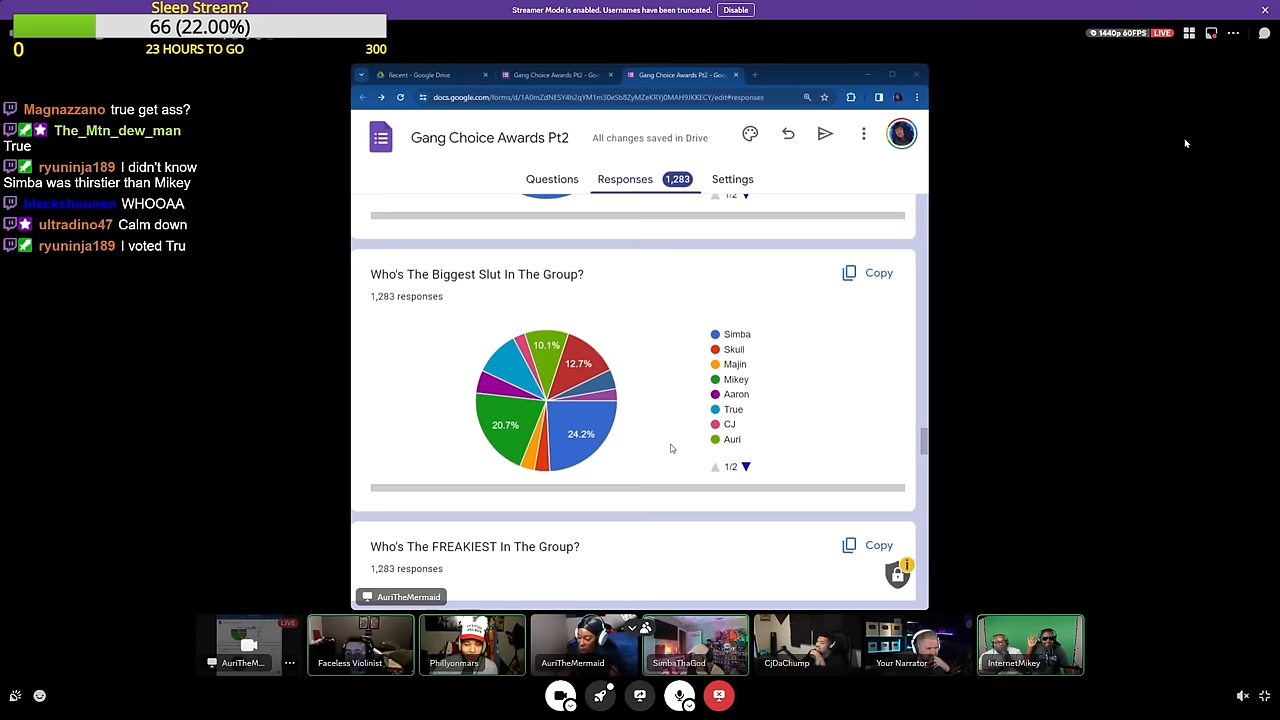 Sleep Stream?
66 (22.00%)
0
23 HOURS TO GO
300
Streamer Mode is enabled. Usernames have been truncated.
Disable
1440p 60FPS
LIVE
Magnazzano true get ass?
The_Mtn_dew_man
True
ryuninja189 I didn't know
Simba was thirstier than Mikey
blackshounen WHOOAA
ultradino47 Calm down
ryuninja189 I voted Tru
Recent - Google Drive
Gang Choice Awards Pt2 - Goo
Gang Choice Awards Pt2 - Goo
Gang Choice Awards Pt2
All changes saved in Drive
Questions
Responses
1,283
Settings
1/2
Who's The Biggest Slut In The Group?
Copy
1,283 responses
10.1%
12.7%
20.7%
24.2%
Simba
Skull
Majin
Mikey
Aaron
True
CJ
Auri
1/2
Who's The FREAKIEST In The Group?
Copy
1,283 responses
AuriTheMermaid
LIVE
AuriTheM...
Faceless Violinist
Phillyonmars
AuriTheMermaid
SimbaThaGod
CjDaChump
Your Narrator
InternetMikey